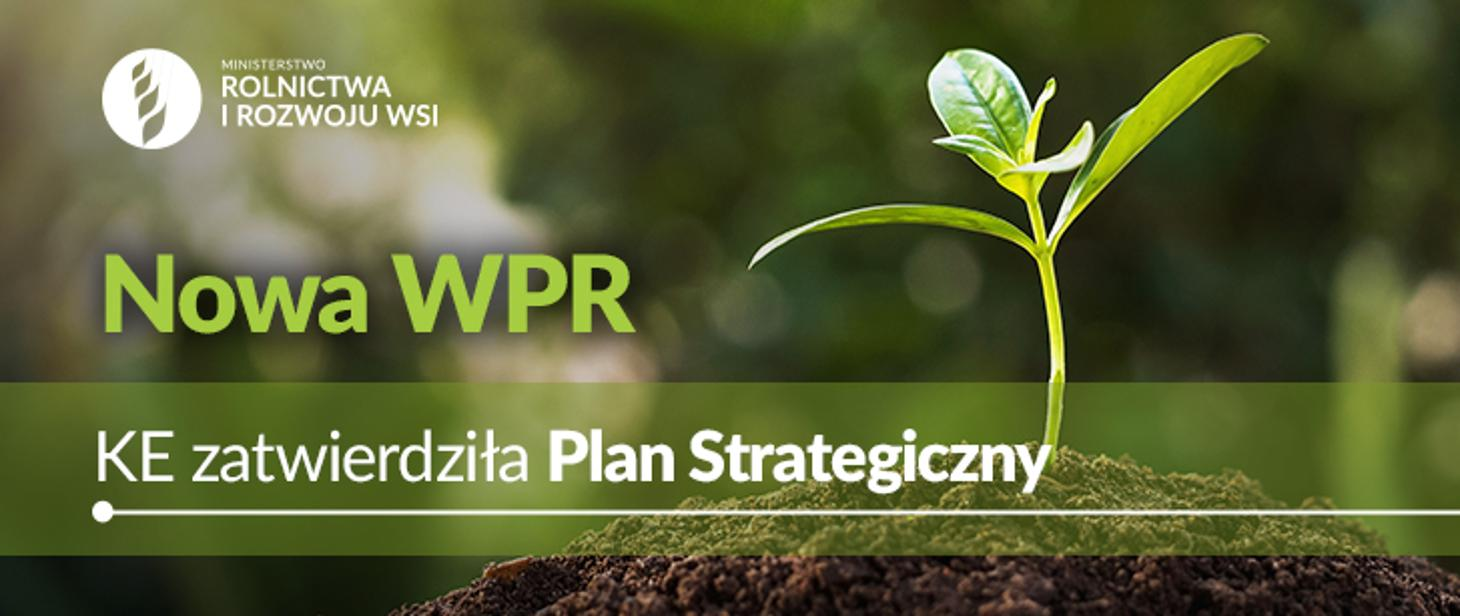 MINISTERSTWO
ROLNICTWA
I ROZWOJU WSI
Nowa WPR
KE zatwierdziła Plan Strategiczny